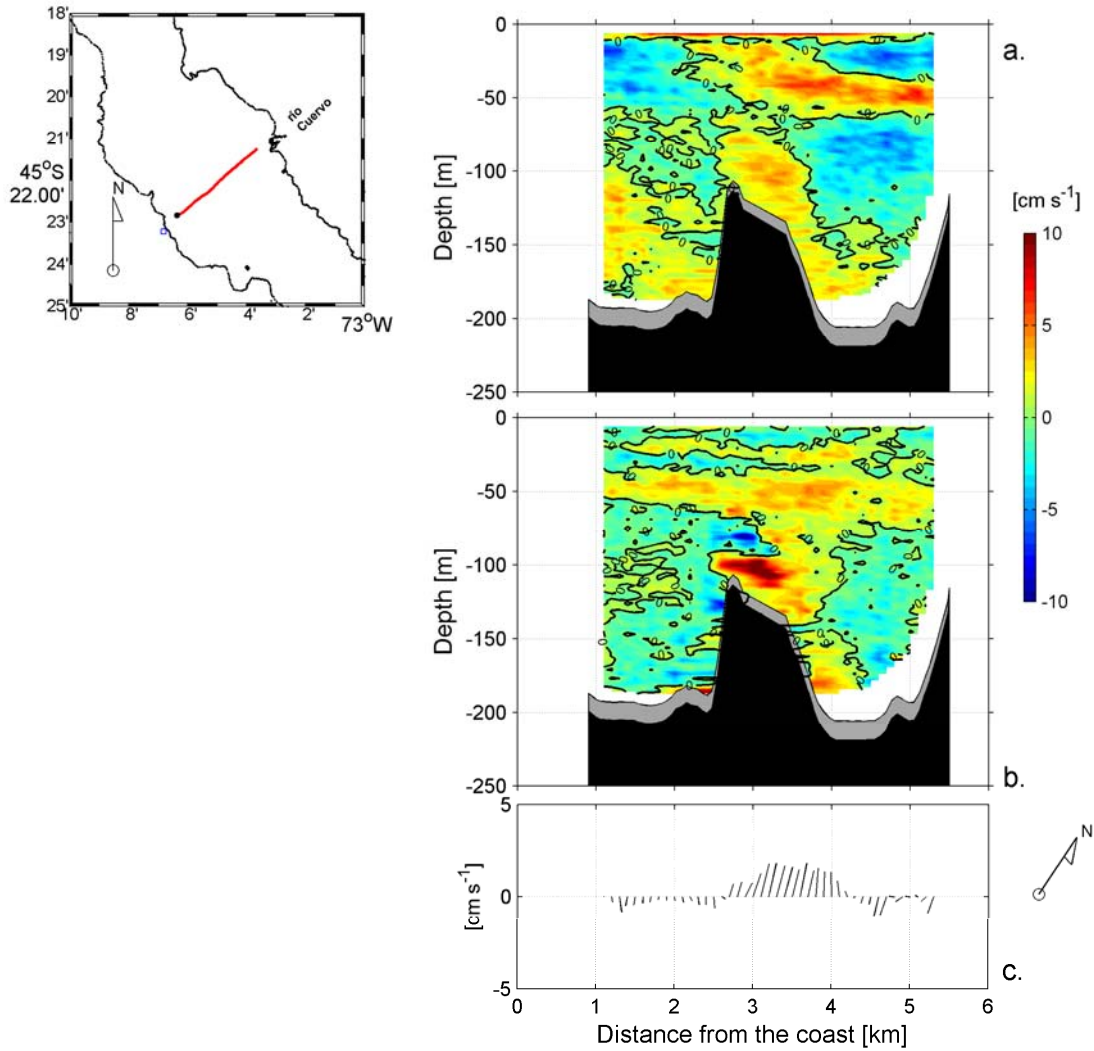 18'
19'
20'
21'
45°S
22.00'
23'
24'
25'
10' 8' 6' 4' 2'
73°W
N
río
Cuervo
0
-50
-100
-150
-200
-250
Depth [m]
a.
[cm s-1]
10
5
0
-5
-10
0
-50
-100
-150
-200
-250
Depth [m]
b.
5
0
-5
[cm s-1]
c.
N
0 1 2 3 4 5 6
Distance from the coast [km]